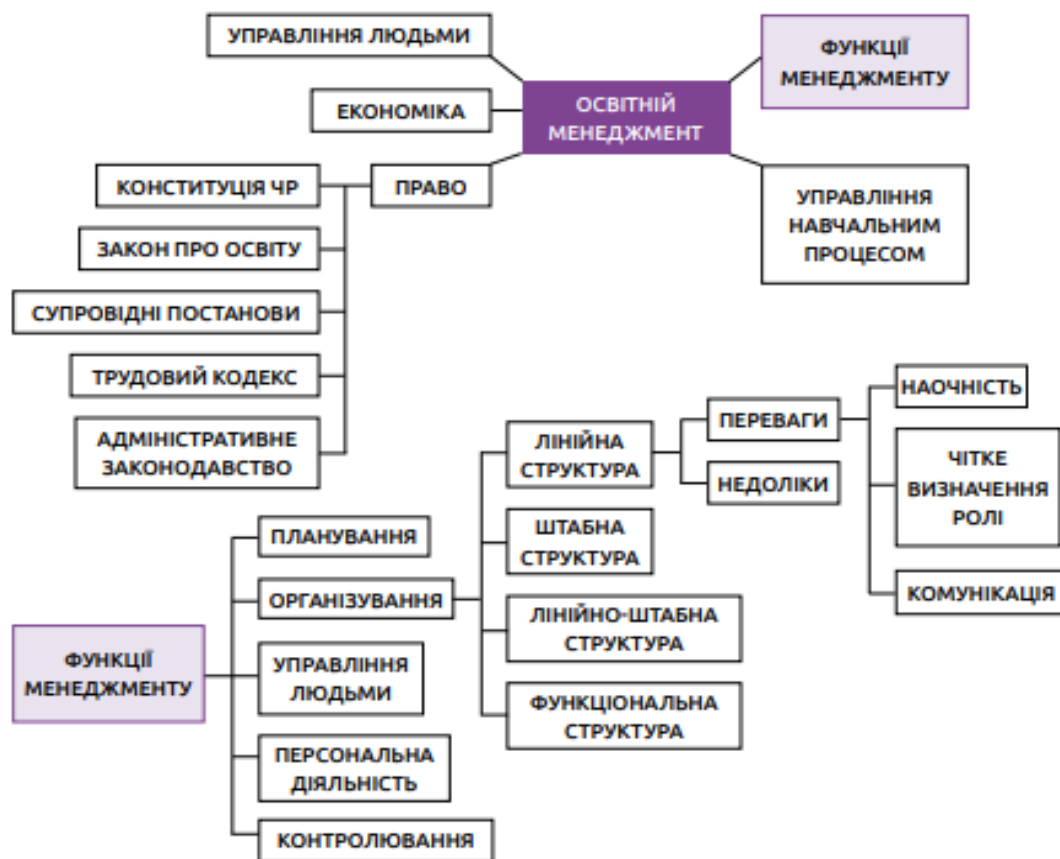 УПРАВЛІННЯ ЛЮДЬМИ
ФУНКЦІЇ
МЕНЕДЖМЕНТУ
ОСВІТНІЙ
МЕНЕДЖМЕНТ
ЕКОНОМІКА
ПРАВО
УПРАВЛІННЯ
НАВЧАЛЬНИМ
ПРОЦЕСОМ
КОНСТИТУЦІЯ ЧР
ЗАКОН ПРО ОСВІТУ
СУПРОВІДНІ ПОСТАНОВИ
ТРУДОВИЙ КОДЕКС
АДМІНІСТРАТИВНЕ
ЗАКОНОДАВСТВО
ФУНКЦІЇ
МЕНЕДЖМЕНТУ
ПЛАНУВАННЯ
ОРГАНІЗУВАННЯ
УПРАВЛІННЯ
ЛЮДЬМИ
ПЕРСОНАЛЬНА
ДІЯЛЬНІСТЬ
КОНТРОЛЮВАННЯ
ЛІНІЙНА
СТРУКТУРА
ШТАБНА
СТРУКТУРА
ЛІНІЙНО-ШТАБНА
СТРУКТУРА
ФУНКЦІОНАЛЬНА
СТРУКТУРА
ПЕРЕВАГИ
НЕДОЛІКИ
НАОЧНІСТЬ
ЧІТКЕ
ВИЗНАЧЕННЯ
РОЛІ
КОМУНІКАЦІЯ